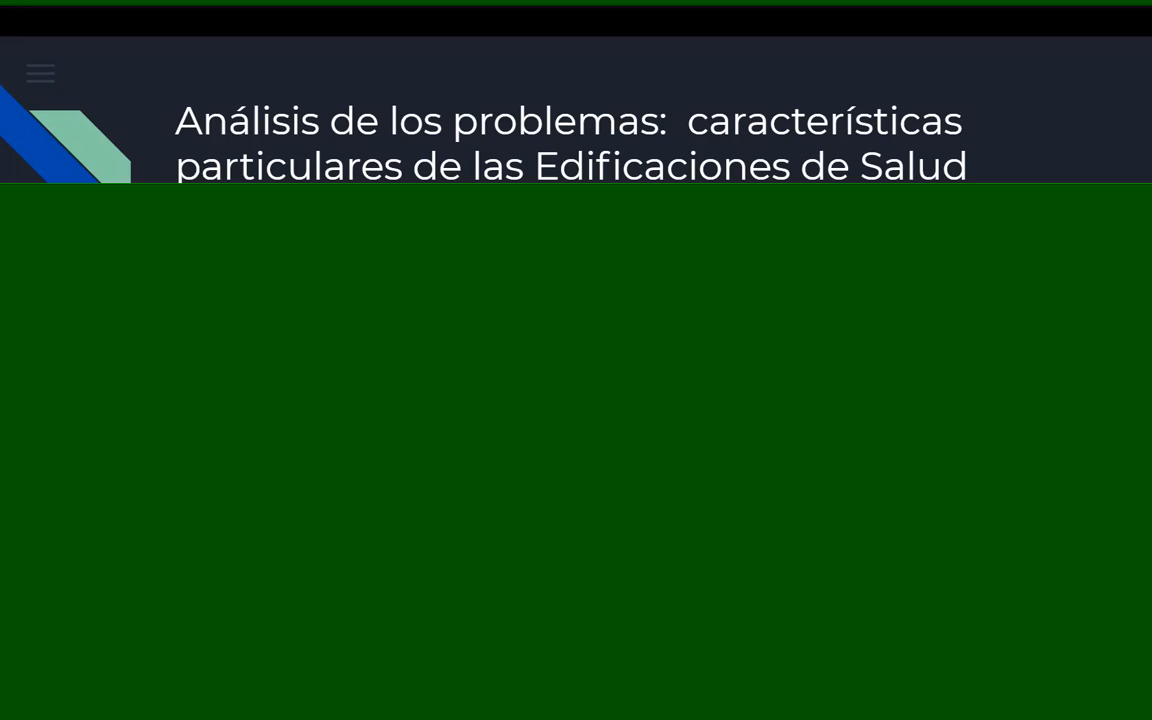 Análisis de los problemas:  características
particulares de las Edificaciones de Salud